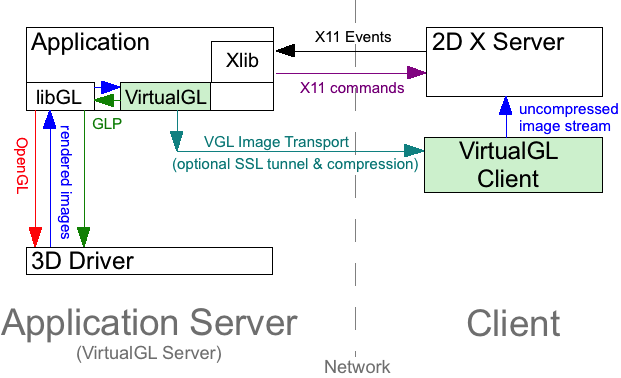 Application
Xlib
libGL
VirtualGL
X11 Events
X11 commands
2D X Server
GLP
OpenGL
rendered images
VGL Image Transport
(optional SSL tunnel & compression)
uncompressed
image stream
VirtualGL
Client
3D Driver
Application Server
(VirtualGL Server)
Network
Client